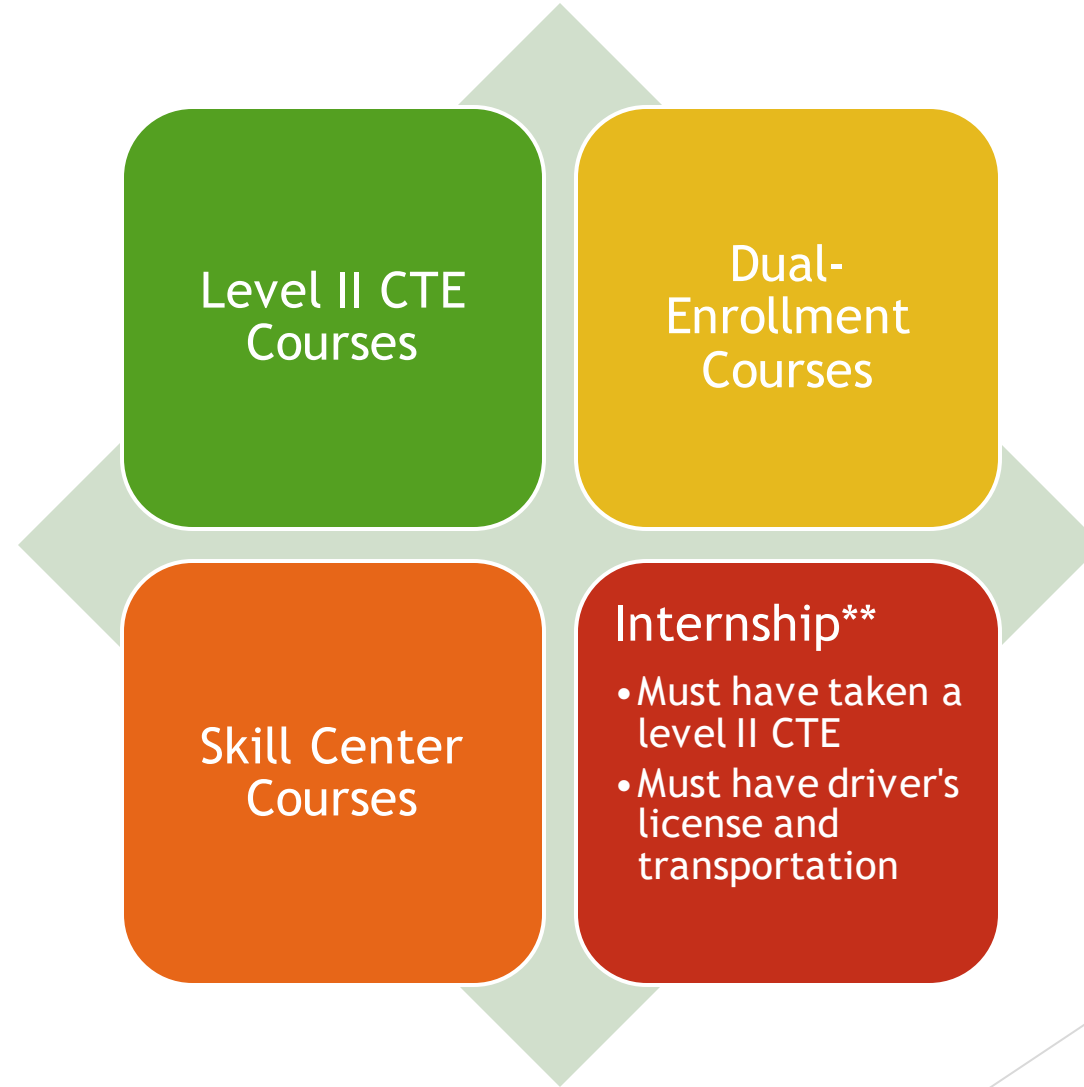 Level II CTE
Courses
Dual-
Enrollment
Courses
Skill Center
Courses
Internship**
•Must have taken a
level II CTE
•Must have driver's
license and
transportation